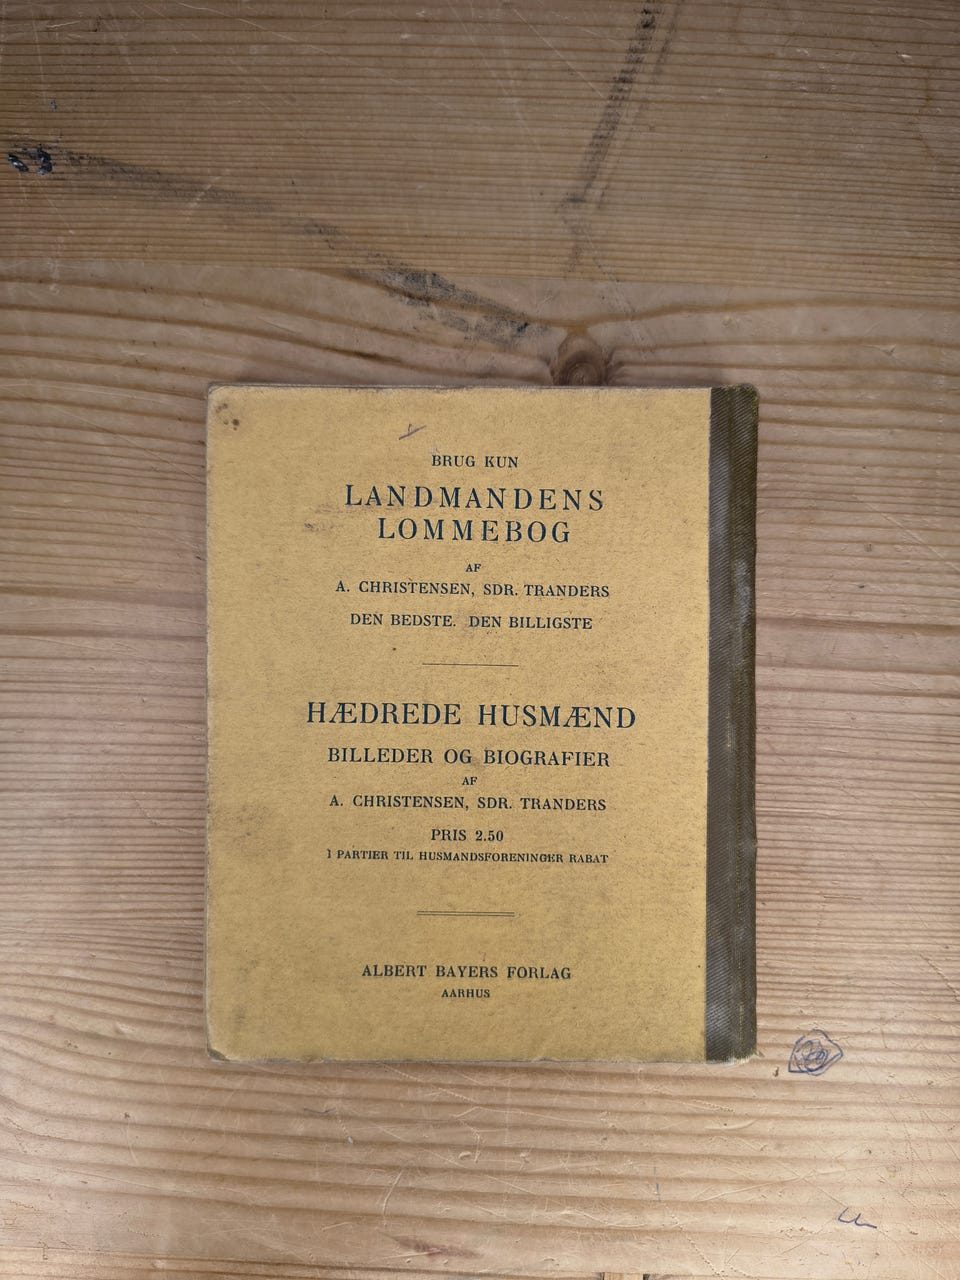 BRUG KUN
LANDMANDENS
LOMMEBOG
AF
A. CHRISTENSEN, SDR. TRANDERS
DEN BEDSTE. DEN BILLIGSTE
HÆDREDE HUSMÆND
BILLEDER OG BIOGRAFIER
AF
A. CHRISTENSEN, SDR. TRANDERS
PRIS 2.50
I PARTIER TIL HUSMANDSFORENINGER RABAT
ALBERT BAYERS FORLAG
AARHUS